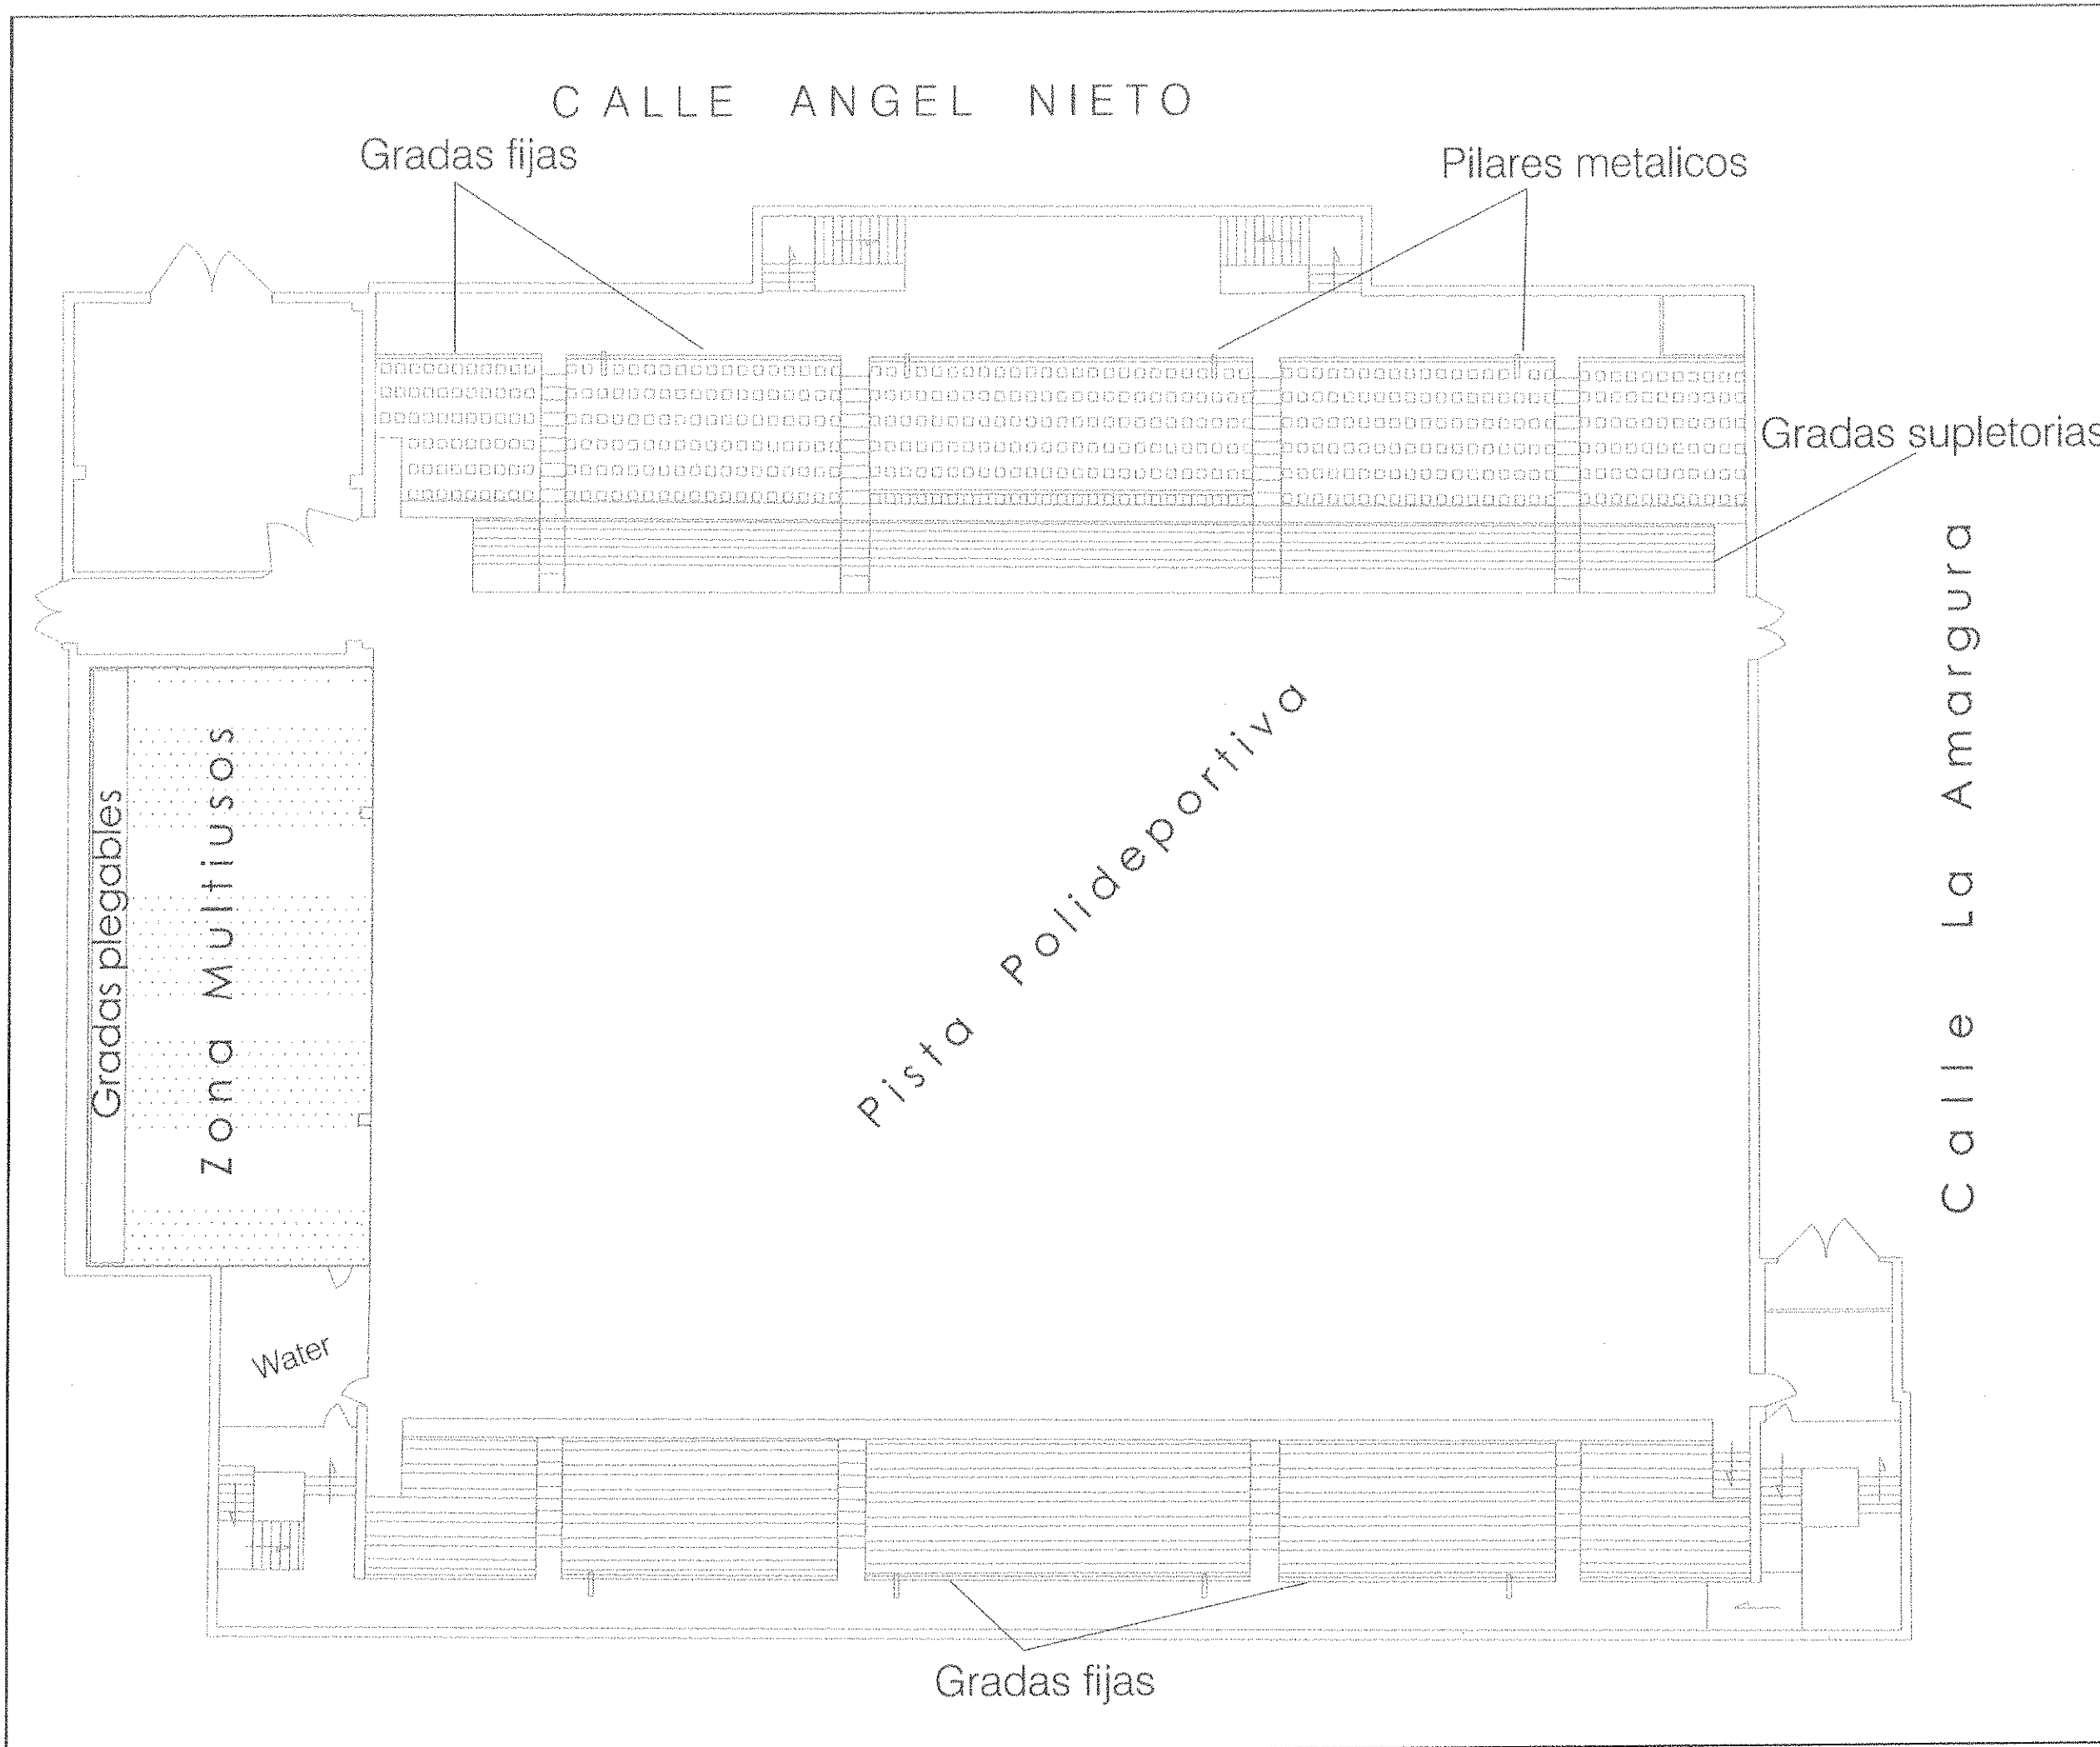 CALLE ANGEL NIETO
Gradas fijas
Pilares metalicos
Gradas supletorias
Calle La Amargura
Pista Polideportiva
Zona Multiusos
Gradas plegables
Water
Gradas fijas